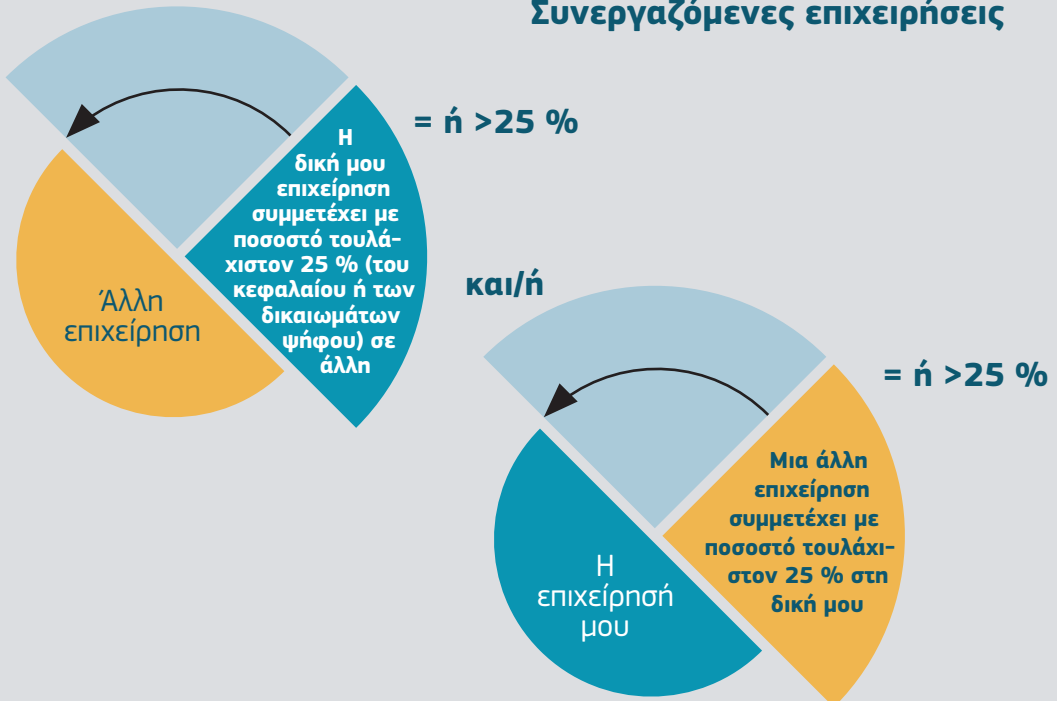 Συνεργαζόμενες επιχειρήσεις
= ή >25 %
Η
δική μου
επιχείρηση
συμμετέχει με
ποσοστό τουλά-
χιστον 25 % (του
κεφαλαίου ή των
δικαιωμάτων
ψήφου) σε
άλλη
Άλλη
επιχείρηση
και/ή
= ή >25 %
Μια άλλη
επιχείρηση
συμμετέχει με
ποσοστό τουλάχι-
στον 25 % στη
δική μου
Η
επιχείρησή
μου